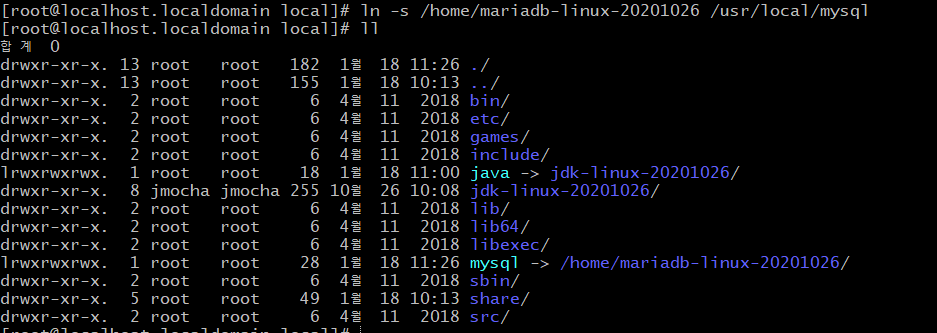 [root@localhost.localdomain local]# ln -s /home/mariadb-linux-20201026 /usr/local/mysql
[root@localhost.localdomain local]# ll
합계 0
drwxr-xr-x. 13 root   root   182  1월  18 11:26 ./
drwxr-xr-x. 13 root   root   155  1월  18 10:13 ../
drwxr-xr-x.  2 root   root     6  4월  11  2018 bin/
drwxr-xr-x.  2 root   root     6  4월  11  2018 etc/
drwxr-xr-x.  2 root   root     6  4월  11  2018 games/
drwxr-xr-x.  2 root   root     6  4월  11  2018 include/
lrwxrwxrwx.  1 root   root    18  1월  18 11:00 java -> jdk-linux-20201026/
drwxr-xr-x.  8 jmocha jmocha 255 10월  26 10:08 jdk-linux-20201026/
drwxr-xr-x.  2 root   root     6  4월  11  2018 lib/
drwxr-xr-x.  2 root   root     6  4월  11  2018 lib64/
drwxr-xr-x.  2 root   root     6  4월  11  2018 libexec/
lrwxrwxrwx.  1 root   root    28  1월  18 11:26 mysql -> /home/mariadb-linux-20201026/
drwxr-xr-x.  2 root   root     6  4월  11  2018 sbin/
drwxr-xr-x.  5 root   root    49  1월  18 10:13 share/
drwxr-xr-x.  2 root   root     6  4월  11  2018 src/
[root@localhost.localdomain local]#